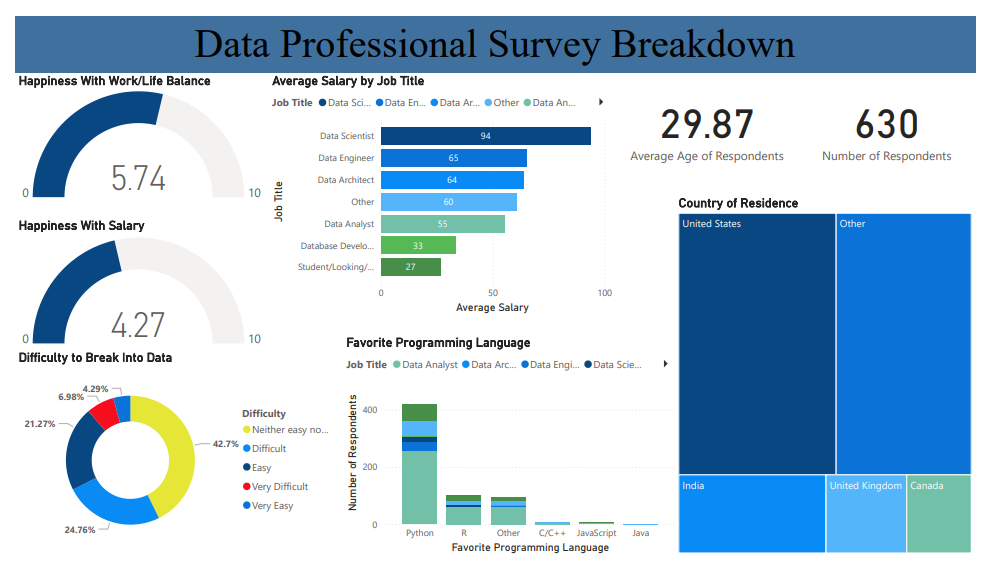 Data Professional Survey Breakdown
Happiness With Work/Life Balance
5.74
0
10
Happiness With Salary
4.27
0
10
Difficulty to Break Into Data
4.29%
6.98%
21.27%
42.7%
24.76%
Difficulty
Neither easy no...
Difficult
Easy
Very Difficult
Very Easy
Average Salary by Job Title
Job Title Data Sci... Data En... Data Ar... Other Data An...
Job Title
Data Scientist 94
Data Engineer 65
Data Architect 64
Other 60
Data Analyst 55
Database Develo... 33
Student/Looking/... 27
0 50 100
Average Salary
Favorite Programming Language
Job Title Data Analyst Data Arc... Data Engi... Data Scie...
Number of Respondents
400
200
0
Python R Other C/C++ JavaScript Java
Favorite Programming Language
29.87
Average Age of Respondents
630
Number of Respondents
Country of Residence
United States
Other
India
United Kingdom
Canada